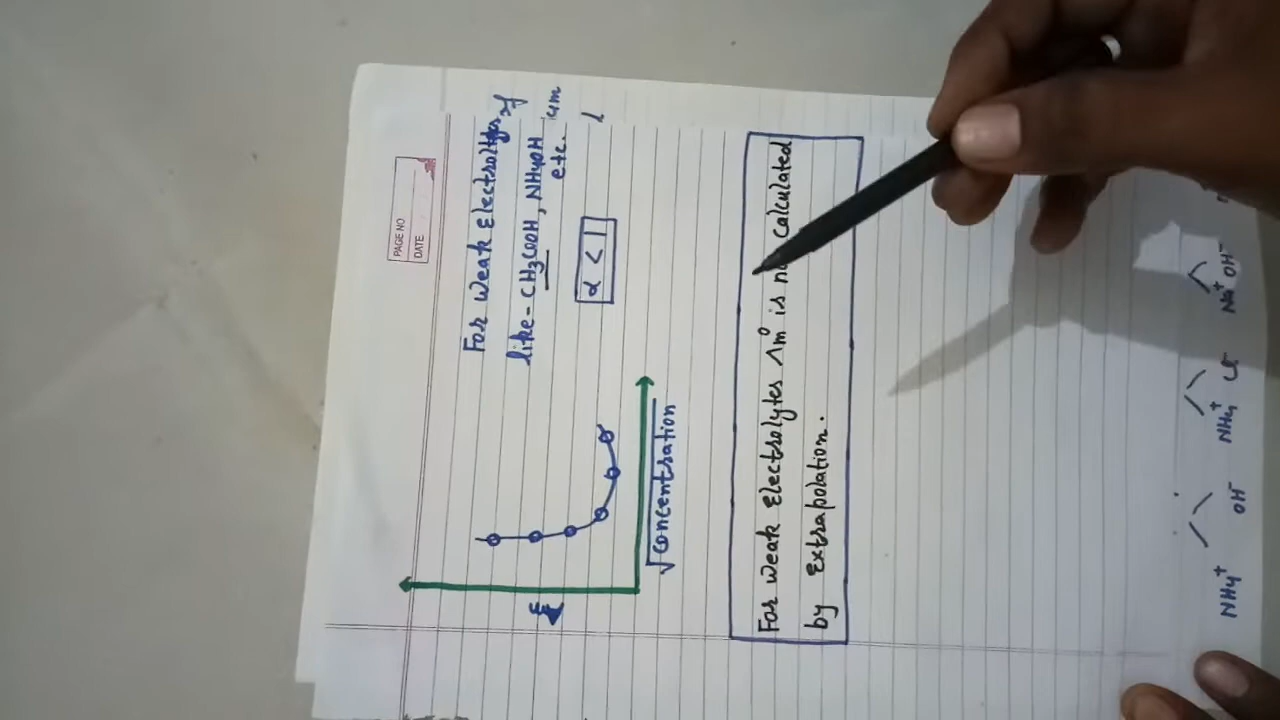 PAGE NO
DATE
For Weak Electrolytes
like - CH3COOH, NH4OH
etc.
α < 1
Λm
√concentration
For Weak Electrolytes Λm° is calculated
by Extrapolation.
NH4+ OH- NH4+ Cl- Na+ OH-